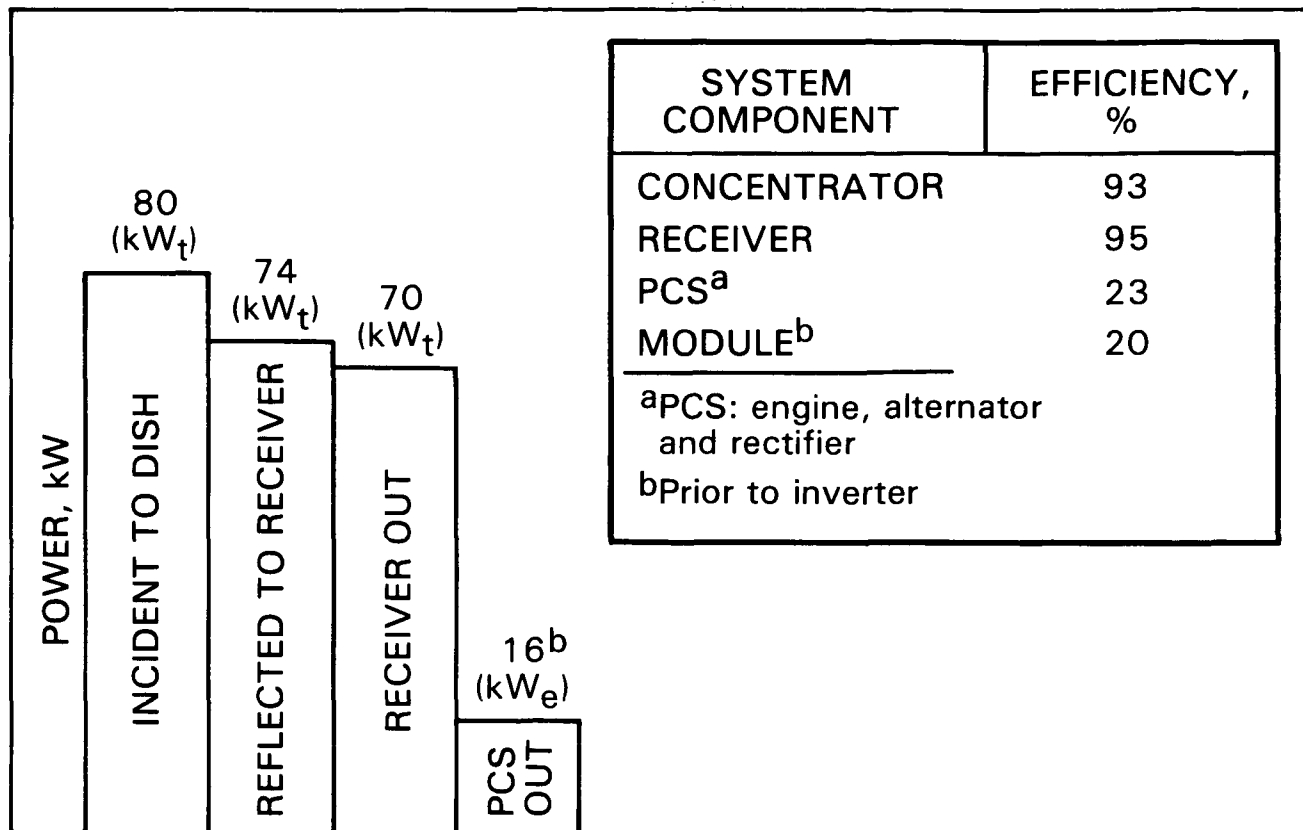 SYSTEM COMPONENT EFFICIENCY, %
CONCENTRATOR 93
RECEIVER 95
PCSa 23
MODULEb 20
aPCS: engine, alternator
and rectifier
bPrior to inverter
POWER, kW
80
(kWt)
INCIDENT TO DISH
74
(kWt)
REFLECTED TO RECEIVER
70
(kWt)
RECEIVER OUT
16b
(kWe)
PCS
OUT